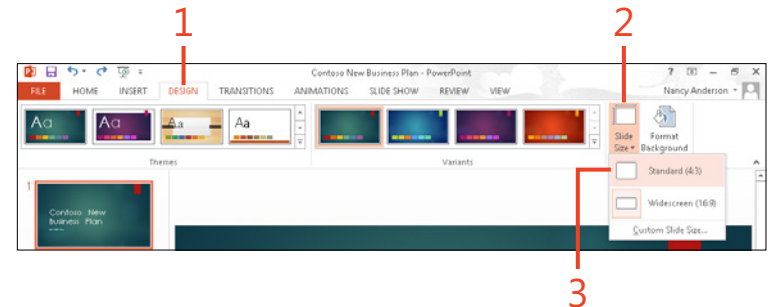 1
2
Contoso New Business Plan - PowerPoint
?
FILE HOME INSERT DESIGN TRANSITIONS ANIMATIONS SLIDE SHOW REVIEW VIEW Nancy Anderson
Aa Aa Aa Aa
Slide Size
Format Background
Themes Variants
Standard (4:3)
Widescreen (16:9)
Custom Slide Size...
1
Contoso New
Business Plan
3